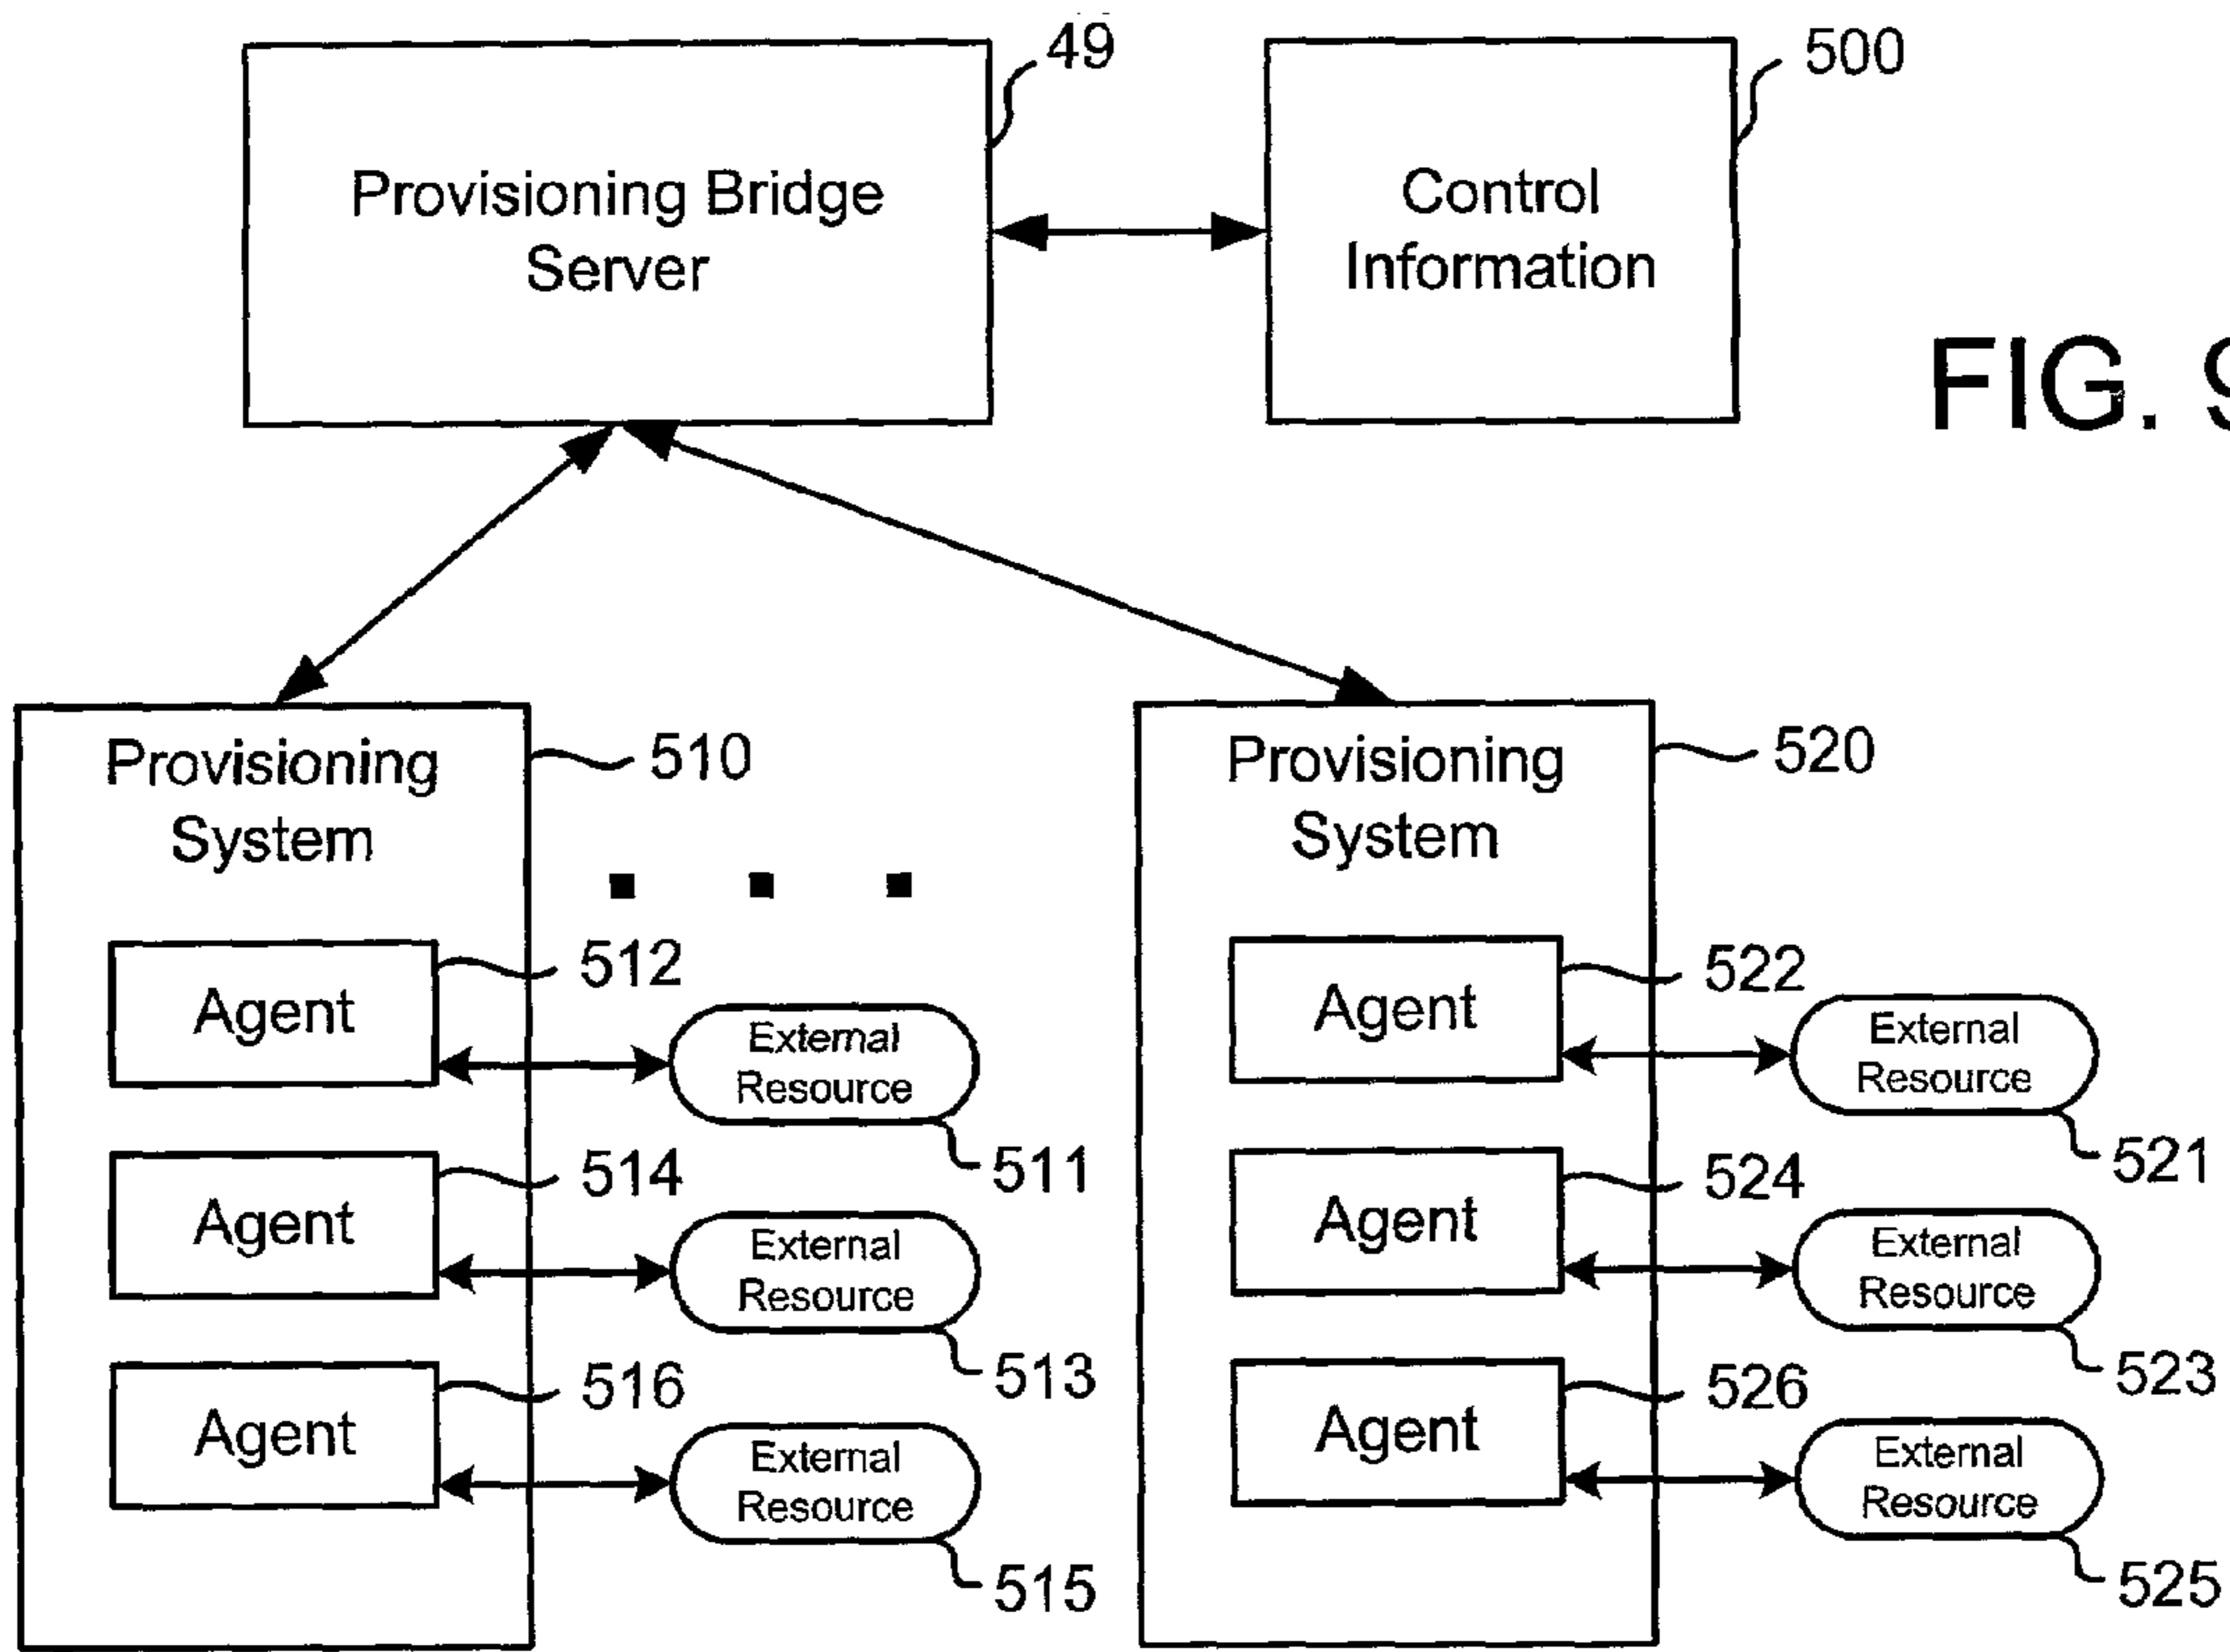 49
500
Provisioning Bridge
Server
Control
Information
FIG. 9
Provisioning
System
510
Provisioning
System
520
512
Agent
External
Resource
511
514
Agent
External
Resource
513
516
Agent
External
Resource
515
522
Agent
External
Resource
521
524
Agent
External
Resource
523
526
Agent
External
Resource
525